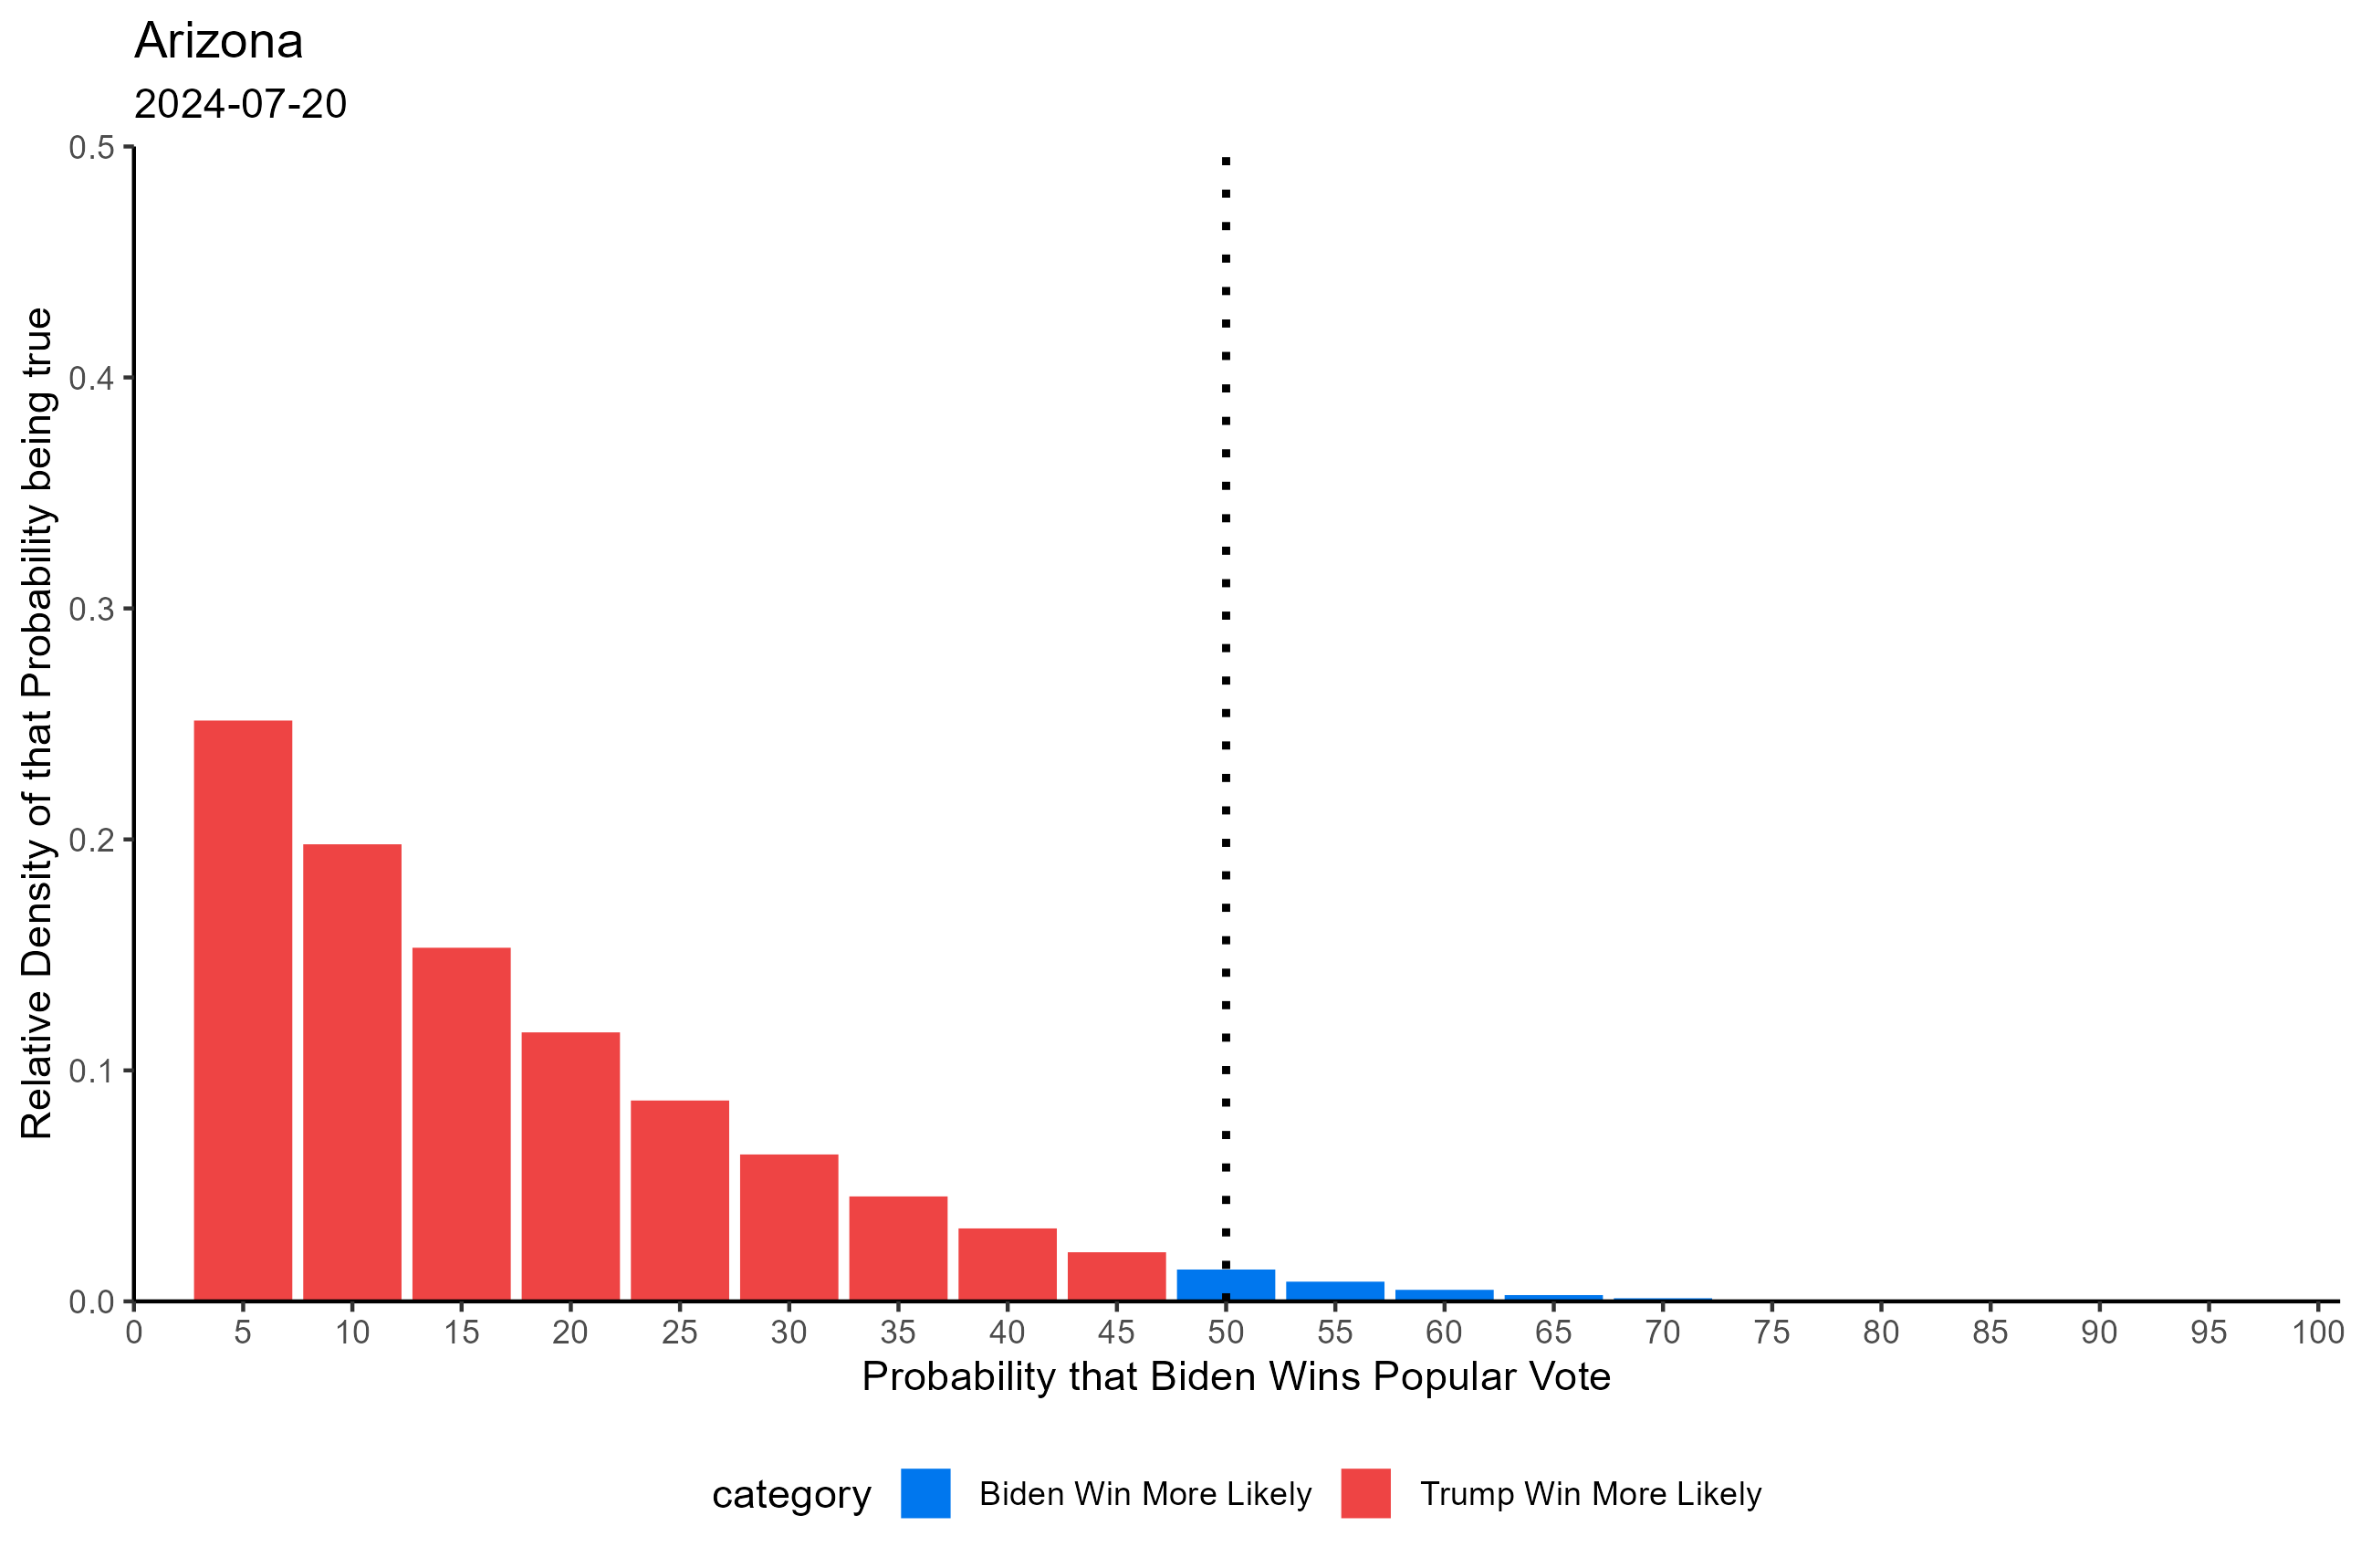 Arizona
2024-07-20
Relative Density of that Probability being true
0.5
0.4
0.3
0.2
0.1
0.0
0 5 10 15 20 25 30 35 40 45 50 55 60 65 70 75 80 85 90 95 100
Probability that Biden Wins Popular Vote
category Biden Win More Likely Trump Win More Likely